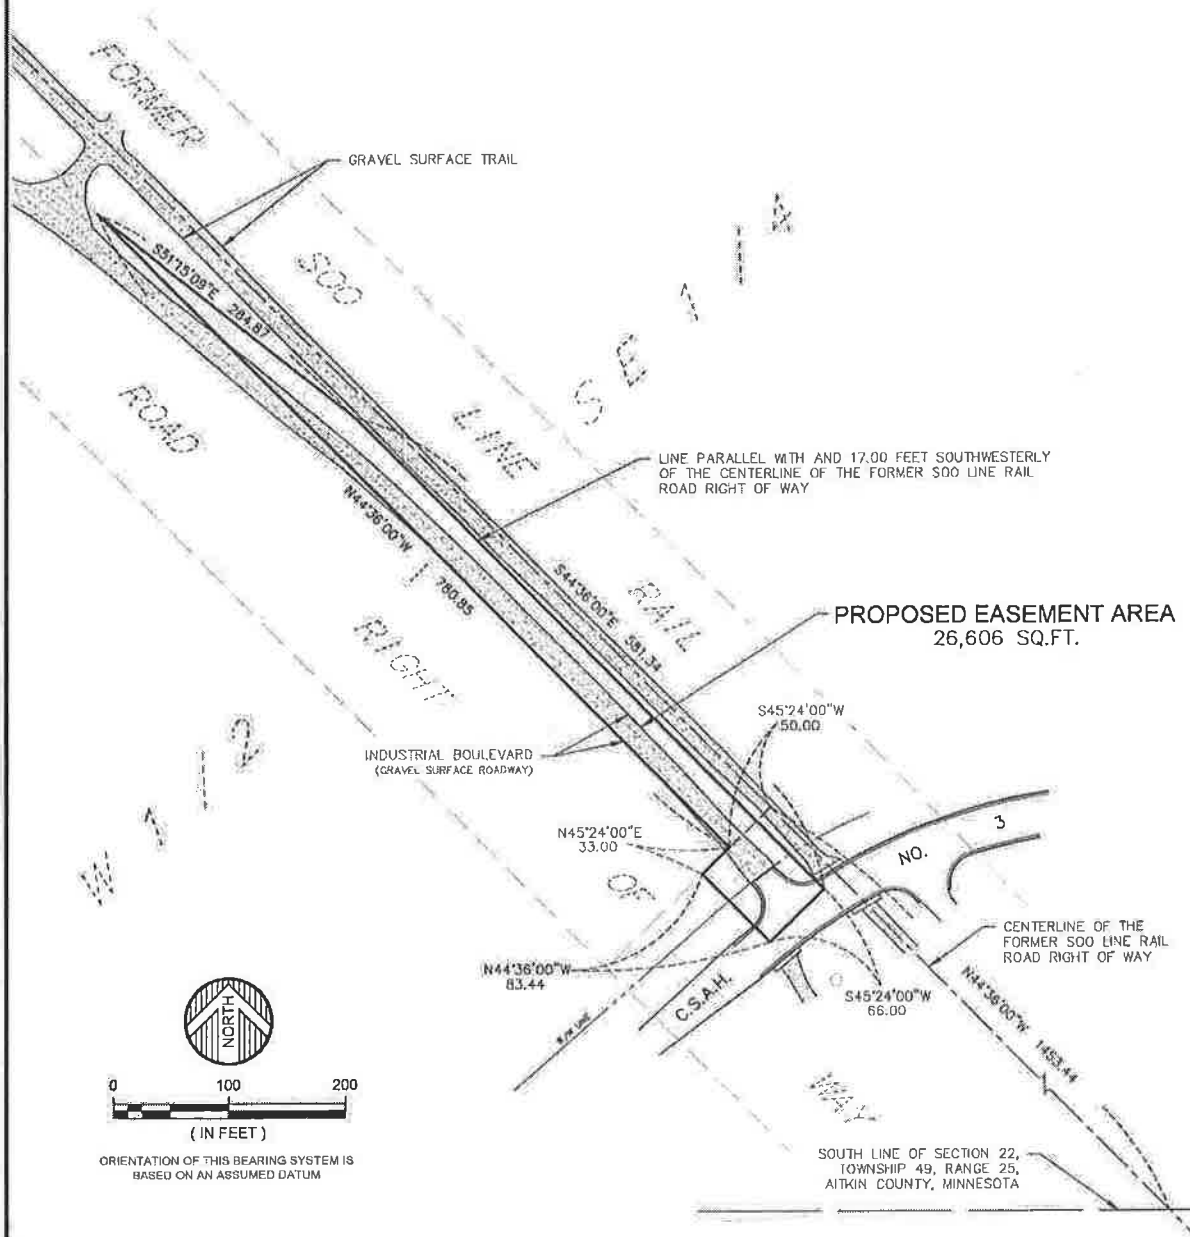 FORMER
GRAVEL SURFACE TRAIL
SOO
SE 1/4
S51°15'09"E 284.87
ROAD
LINE
LINE PARALLEL WITH AND 17.00 FEET SOUTHWESTERLY
OF THE CENTERLINE OF THE FORMER SOO LINE RAIL
ROAD RIGHT OF WAY
N44°36'00"W
780.85
S44°36'00"E 581.34
RAIL
PROPOSED EASEMENT AREA
26,606 SQ.FT.
RIGHT
S45°24'00"W
50.00
W 1/2
INDUSTRIAL BOULEVARD
(GRAVEL SURFACE ROADWAY)
N45°24'00"E
33.00
NO. 3
OF
CENTERLINE OF THE
FORMER SOO LINE RAIL
ROAD RIGHT OF WAY
N44°36'00"W
83.44
C.S.A.H.
S45°24'00"W
66.00
N44°36'00"W 1453.44
R/W LINE
NORTH
0 100 200
( IN FEET )
WAY
ORIENTATION OF THIS BEARING SYSTEM IS
BASED ON AN ASSUMED DATUM
SOUTH LINE OF SECTION 22,
TOWNSHIP 49, RANGE 25,
AITKIN COUNTY, MINNESOTA